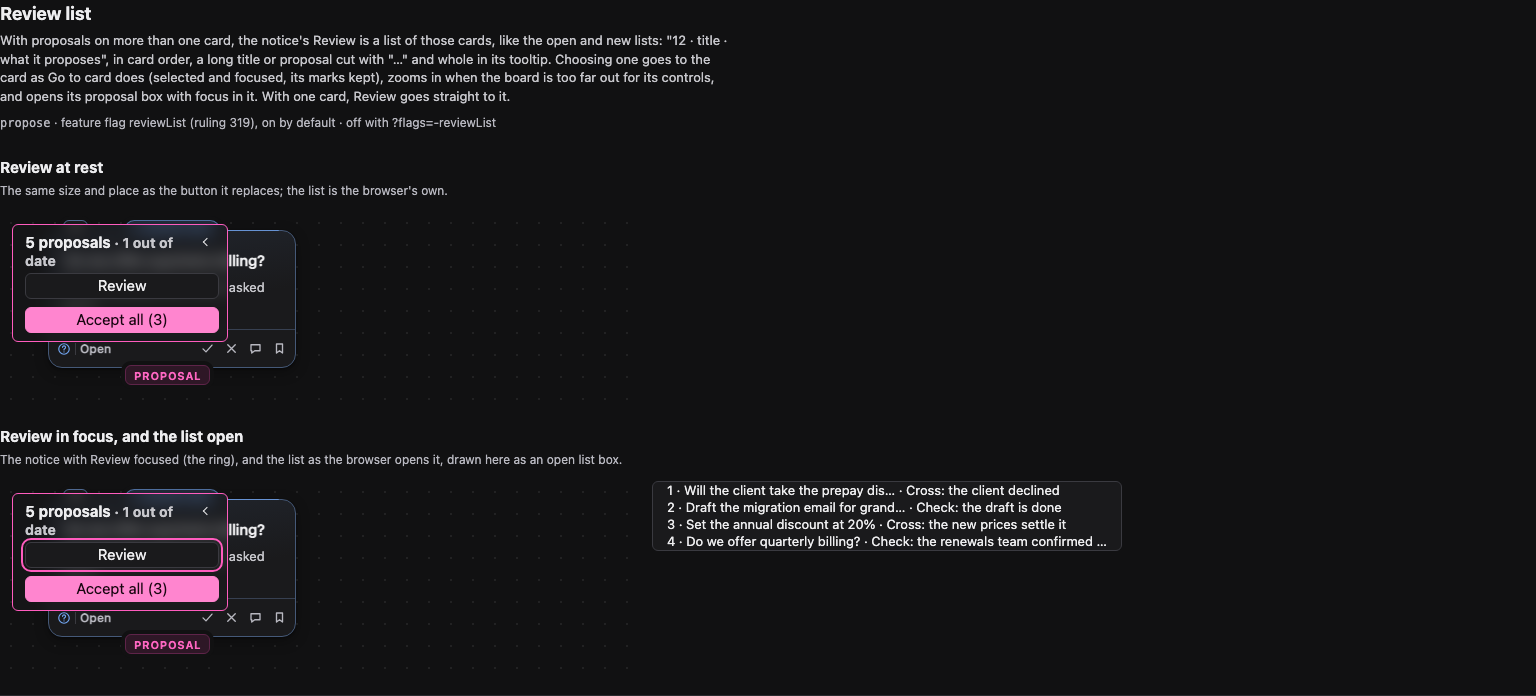 Review list
With proposals on more than one card, the notice's Review is a list of those cards, like the open and new lists: "12 · title ·
what it proposes", in card order, a long title or proposal cut with "…" and whole in its tooltip. Choosing one goes to the
card as Go to card does (selected and focused, its marks kept), zooms in when the board is too far out for its controls,
and opens its proposal box with focus in it. With one card, Review goes straight to it.
propose · feature flag reviewList (ruling 319), on by default · off with ?flags=-reviewList
Review at rest
The same size and place as the button it replaces; the list is the browser's own.
5 proposals · 1 out of
date
lling?
Review
asked
Accept all (3)
Open
PROPOSAL
Review in focus, and the list open
The notice with Review focused (the ring), and the list as the browser opens it, drawn here as an open list box.
5 proposals · 1 out of
date
lling?
Review
asked
Accept all (3)
Open
PROPOSAL
1 · Will the client take the prepay dis… · Cross: the client declined
2 · Draft the migration email for grand… · Check: the draft is done
3 · Set the annual discount at 20% · Cross: the new prices settle it
4 · Do we offer quarterly billing? · Check: the renewals team confirmed …